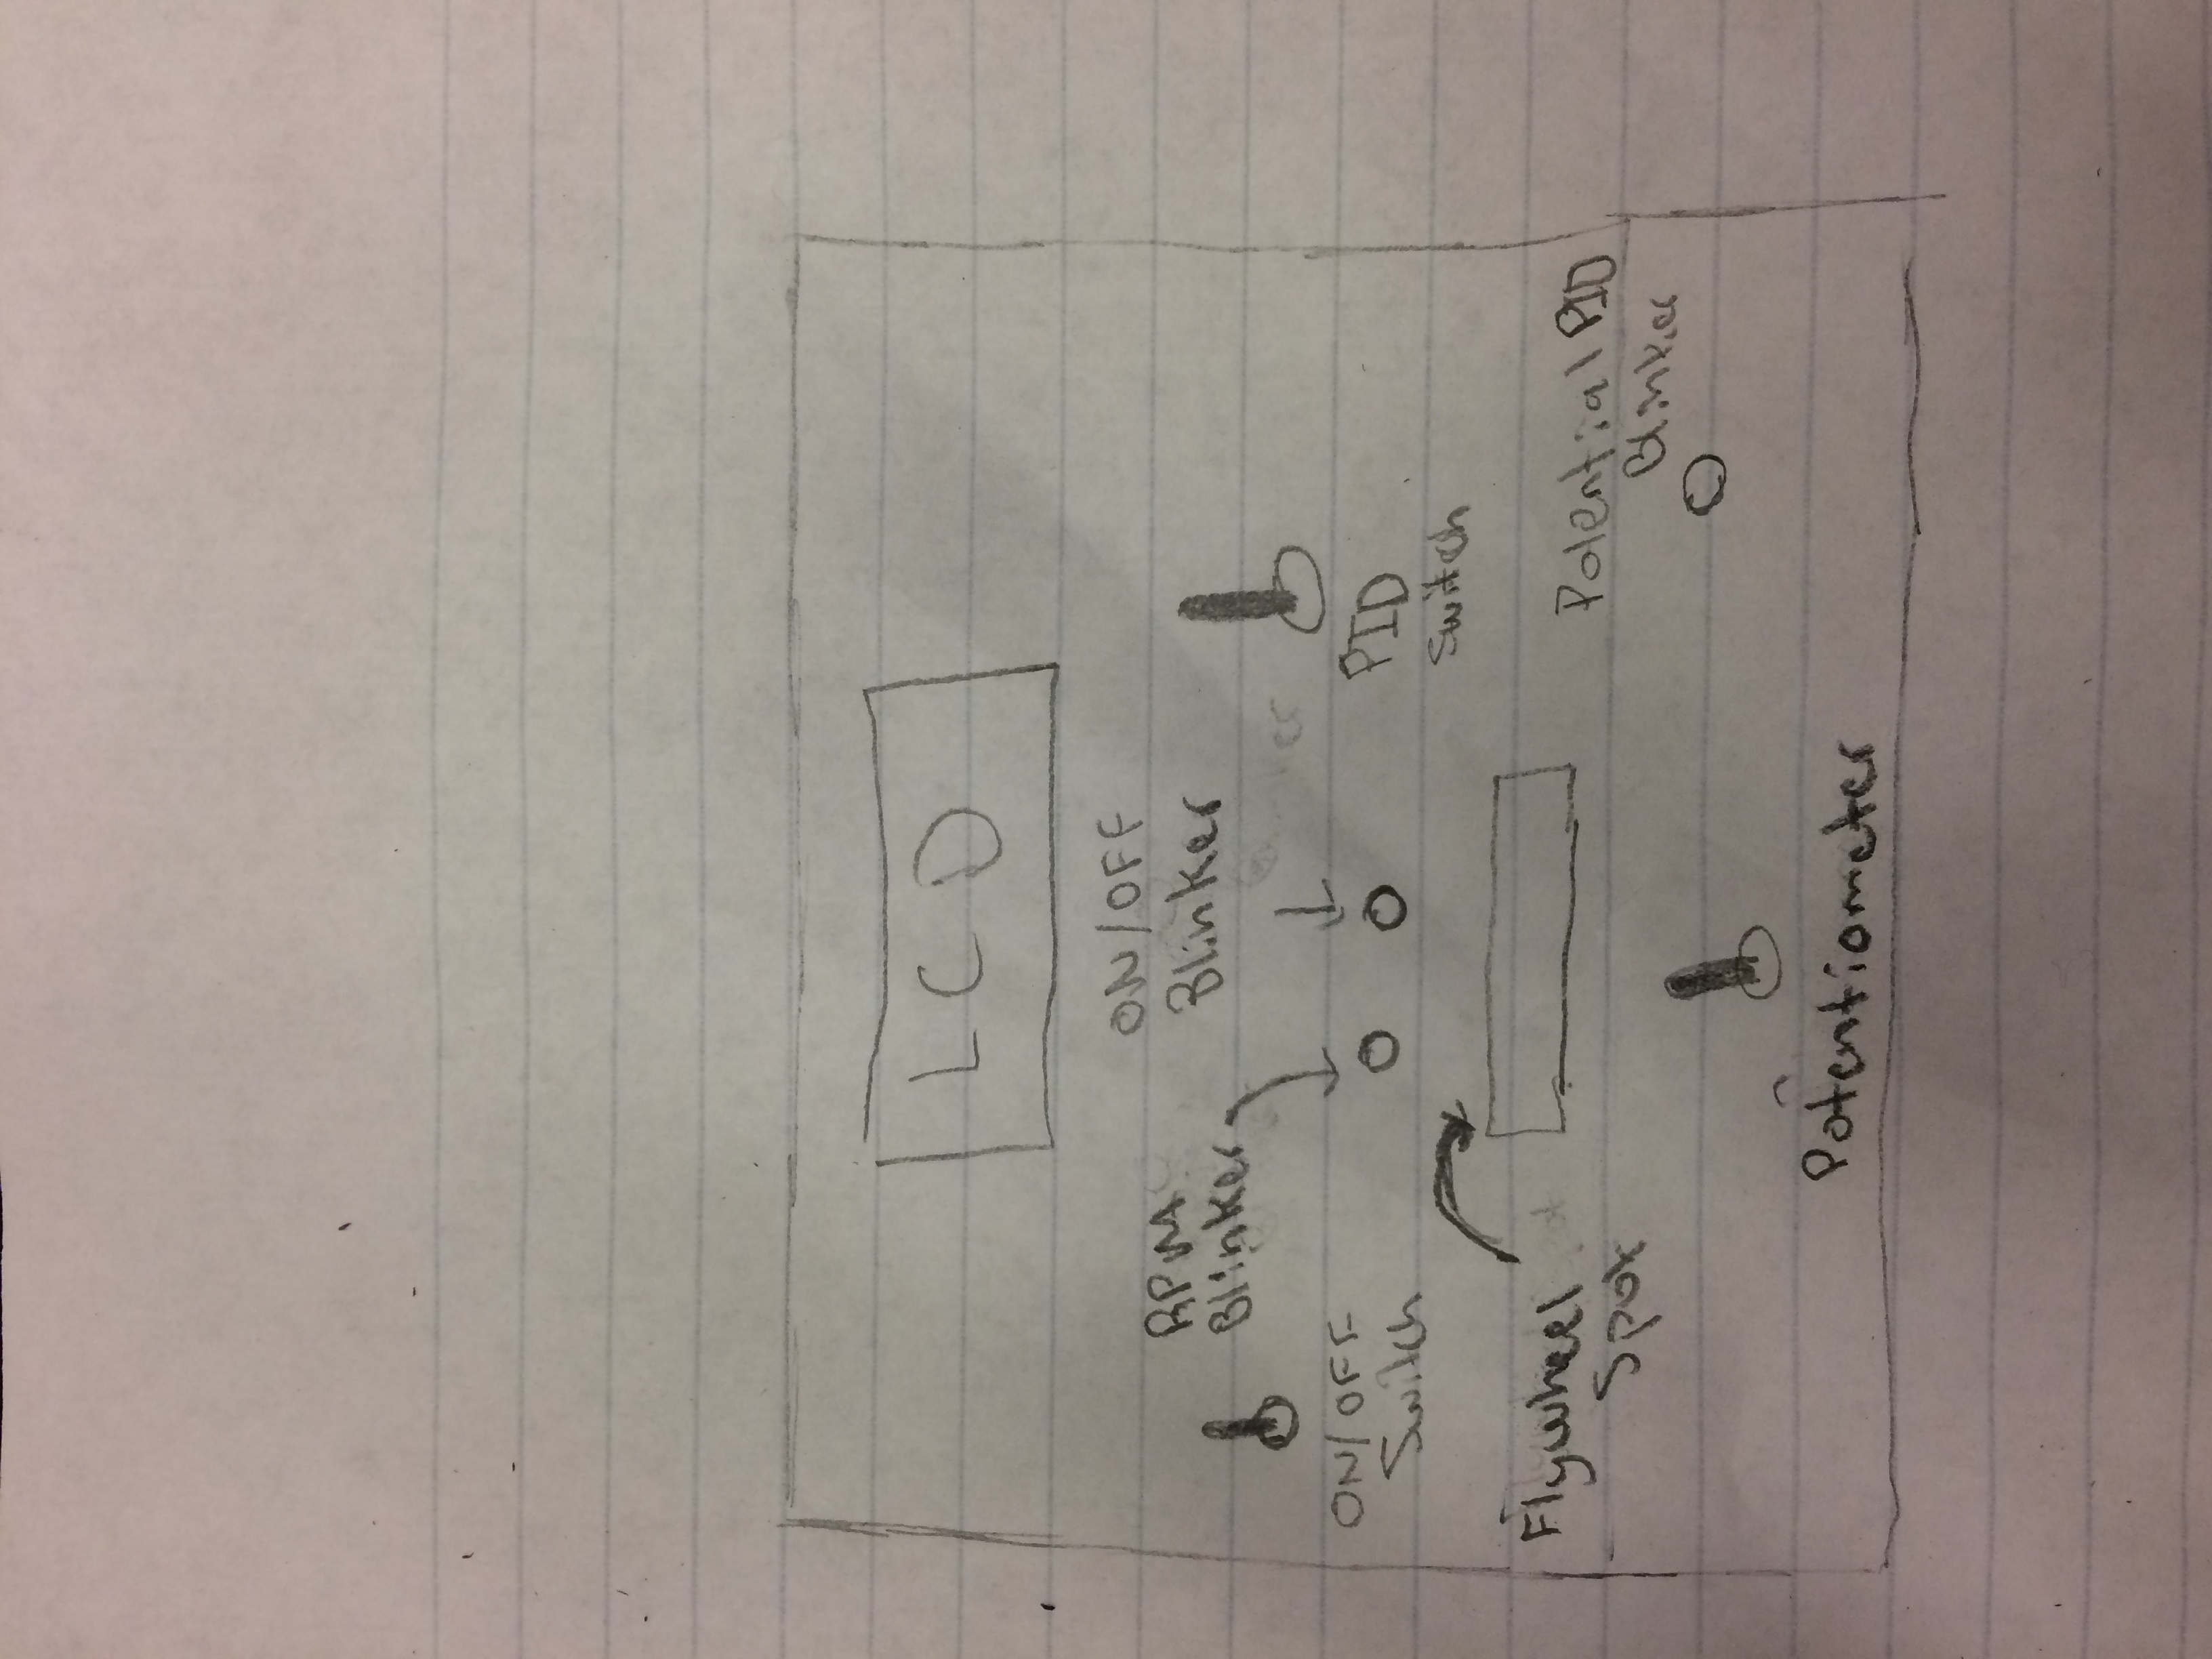 LCD
ON/OFF
Blinker
RPM
Blinker
ON/OFF
Switch
PID
Switch
Flywheel
Spot
Potential PID
Blinker
Potentiometer